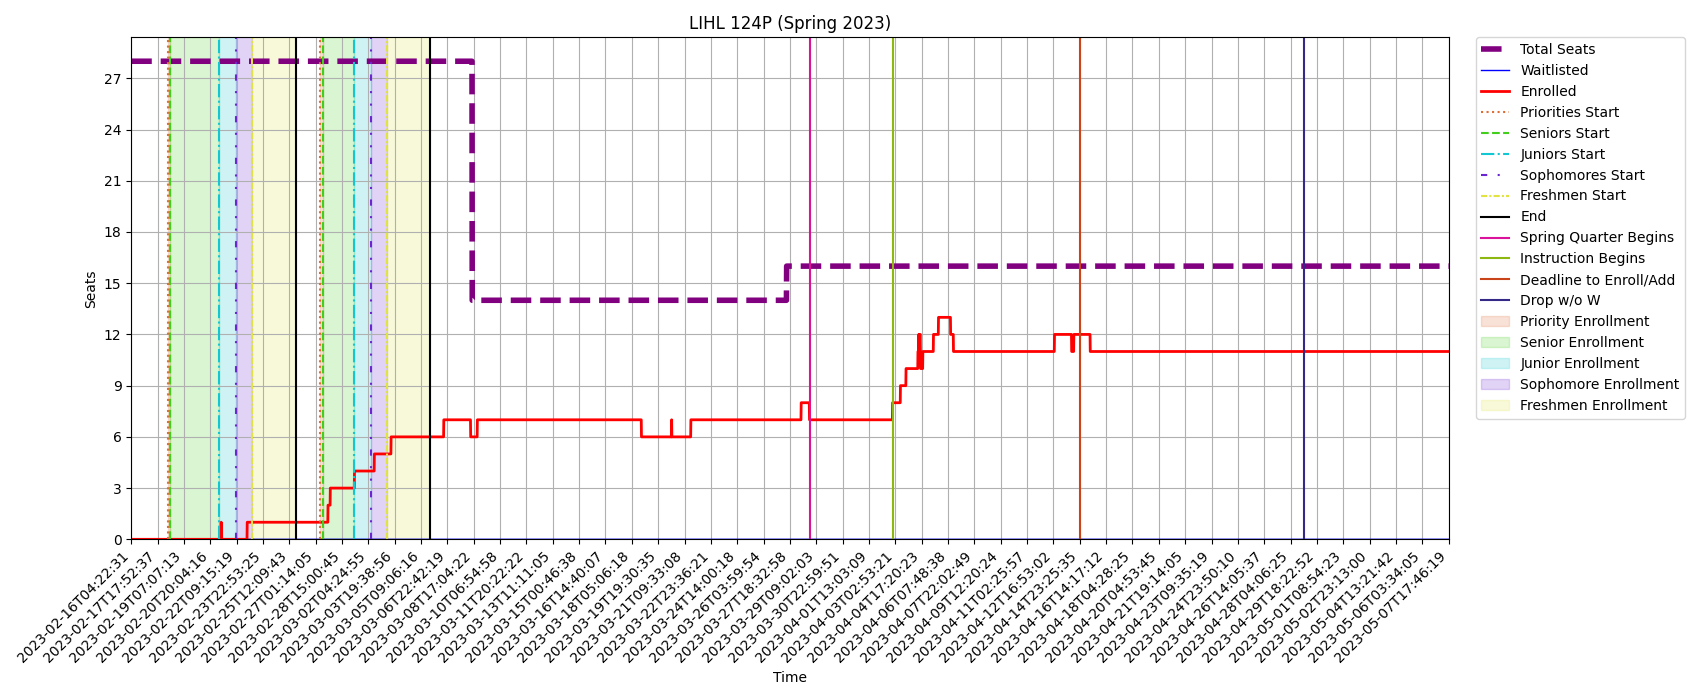 LIHL 124P (Spring 2023)
Seats
27
24
21
18
15
12
9
6
3
0
2023-02-16T04:22:31
2023-02-17T17:52:37
2023-02-19T07:07:13
2023-02-20T20:04:16
2023-02-22T09:15:19
2023-02-23T22:53:25
2023-02-25T12:09:43
2023-02-27T01:14:05
2023-02-28T15:00:45
2023-03-02T04:24:55
2023-03-03T19:38:56
2023-03-05T09:06:16
2023-03-06T22:42:19
2023-03-08T17:04:22
2023-03-10T06:54:58
2023-03-11T20:22:22
2023-03-13T11:11:05
2023-03-15T00:46:38
2023-03-16T14:40:07
2023-03-18T05:06:18
2023-03-19T19:30:35
2023-03-21T09:33:08
2023-03-22T23:36:21
2023-03-24T14:00:18
2023-03-26T03:59:54
2023-03-27T18:32:58
2023-03-29T09:02:03
2023-03-30T22:59:51
2023-04-01T13:03:09
2023-04-03T02:53:21
2023-04-04T17:20:23
2023-04-06T07:48:38
2023-04-07T22:02:49
2023-04-09T12:20:24
2023-04-11T02:25:57
2023-04-12T16:53:02
2023-04-14T23:25:35
2023-04-16T14:17:12
2023-04-18T04:28:25
2023-04-20T04:53:45
2023-04-21T19:14:05
2023-04-23T09:35:19
2023-04-24T23:50:10
2023-04-26T14:05:37
2023-04-28T04:06:25
2023-04-29T18:22:52
2023-05-01T08:54:23
2023-05-02T23:13:00
2023-05-04T13:21:42
2023-05-06T03:34:05
2023-05-07T17:46:19
Time
Total Seats
Waitlisted
Enrolled
Priorities Start
Seniors Start
Juniors Start
Sophomores Start
Freshmen Start
End
Spring Quarter Begins
Instruction Begins
Deadline to Enroll/Add
Drop w/o W
Priority Enrollment
Senior Enrollment
Junior Enrollment
Sophomore Enrollment
Freshmen Enrollment